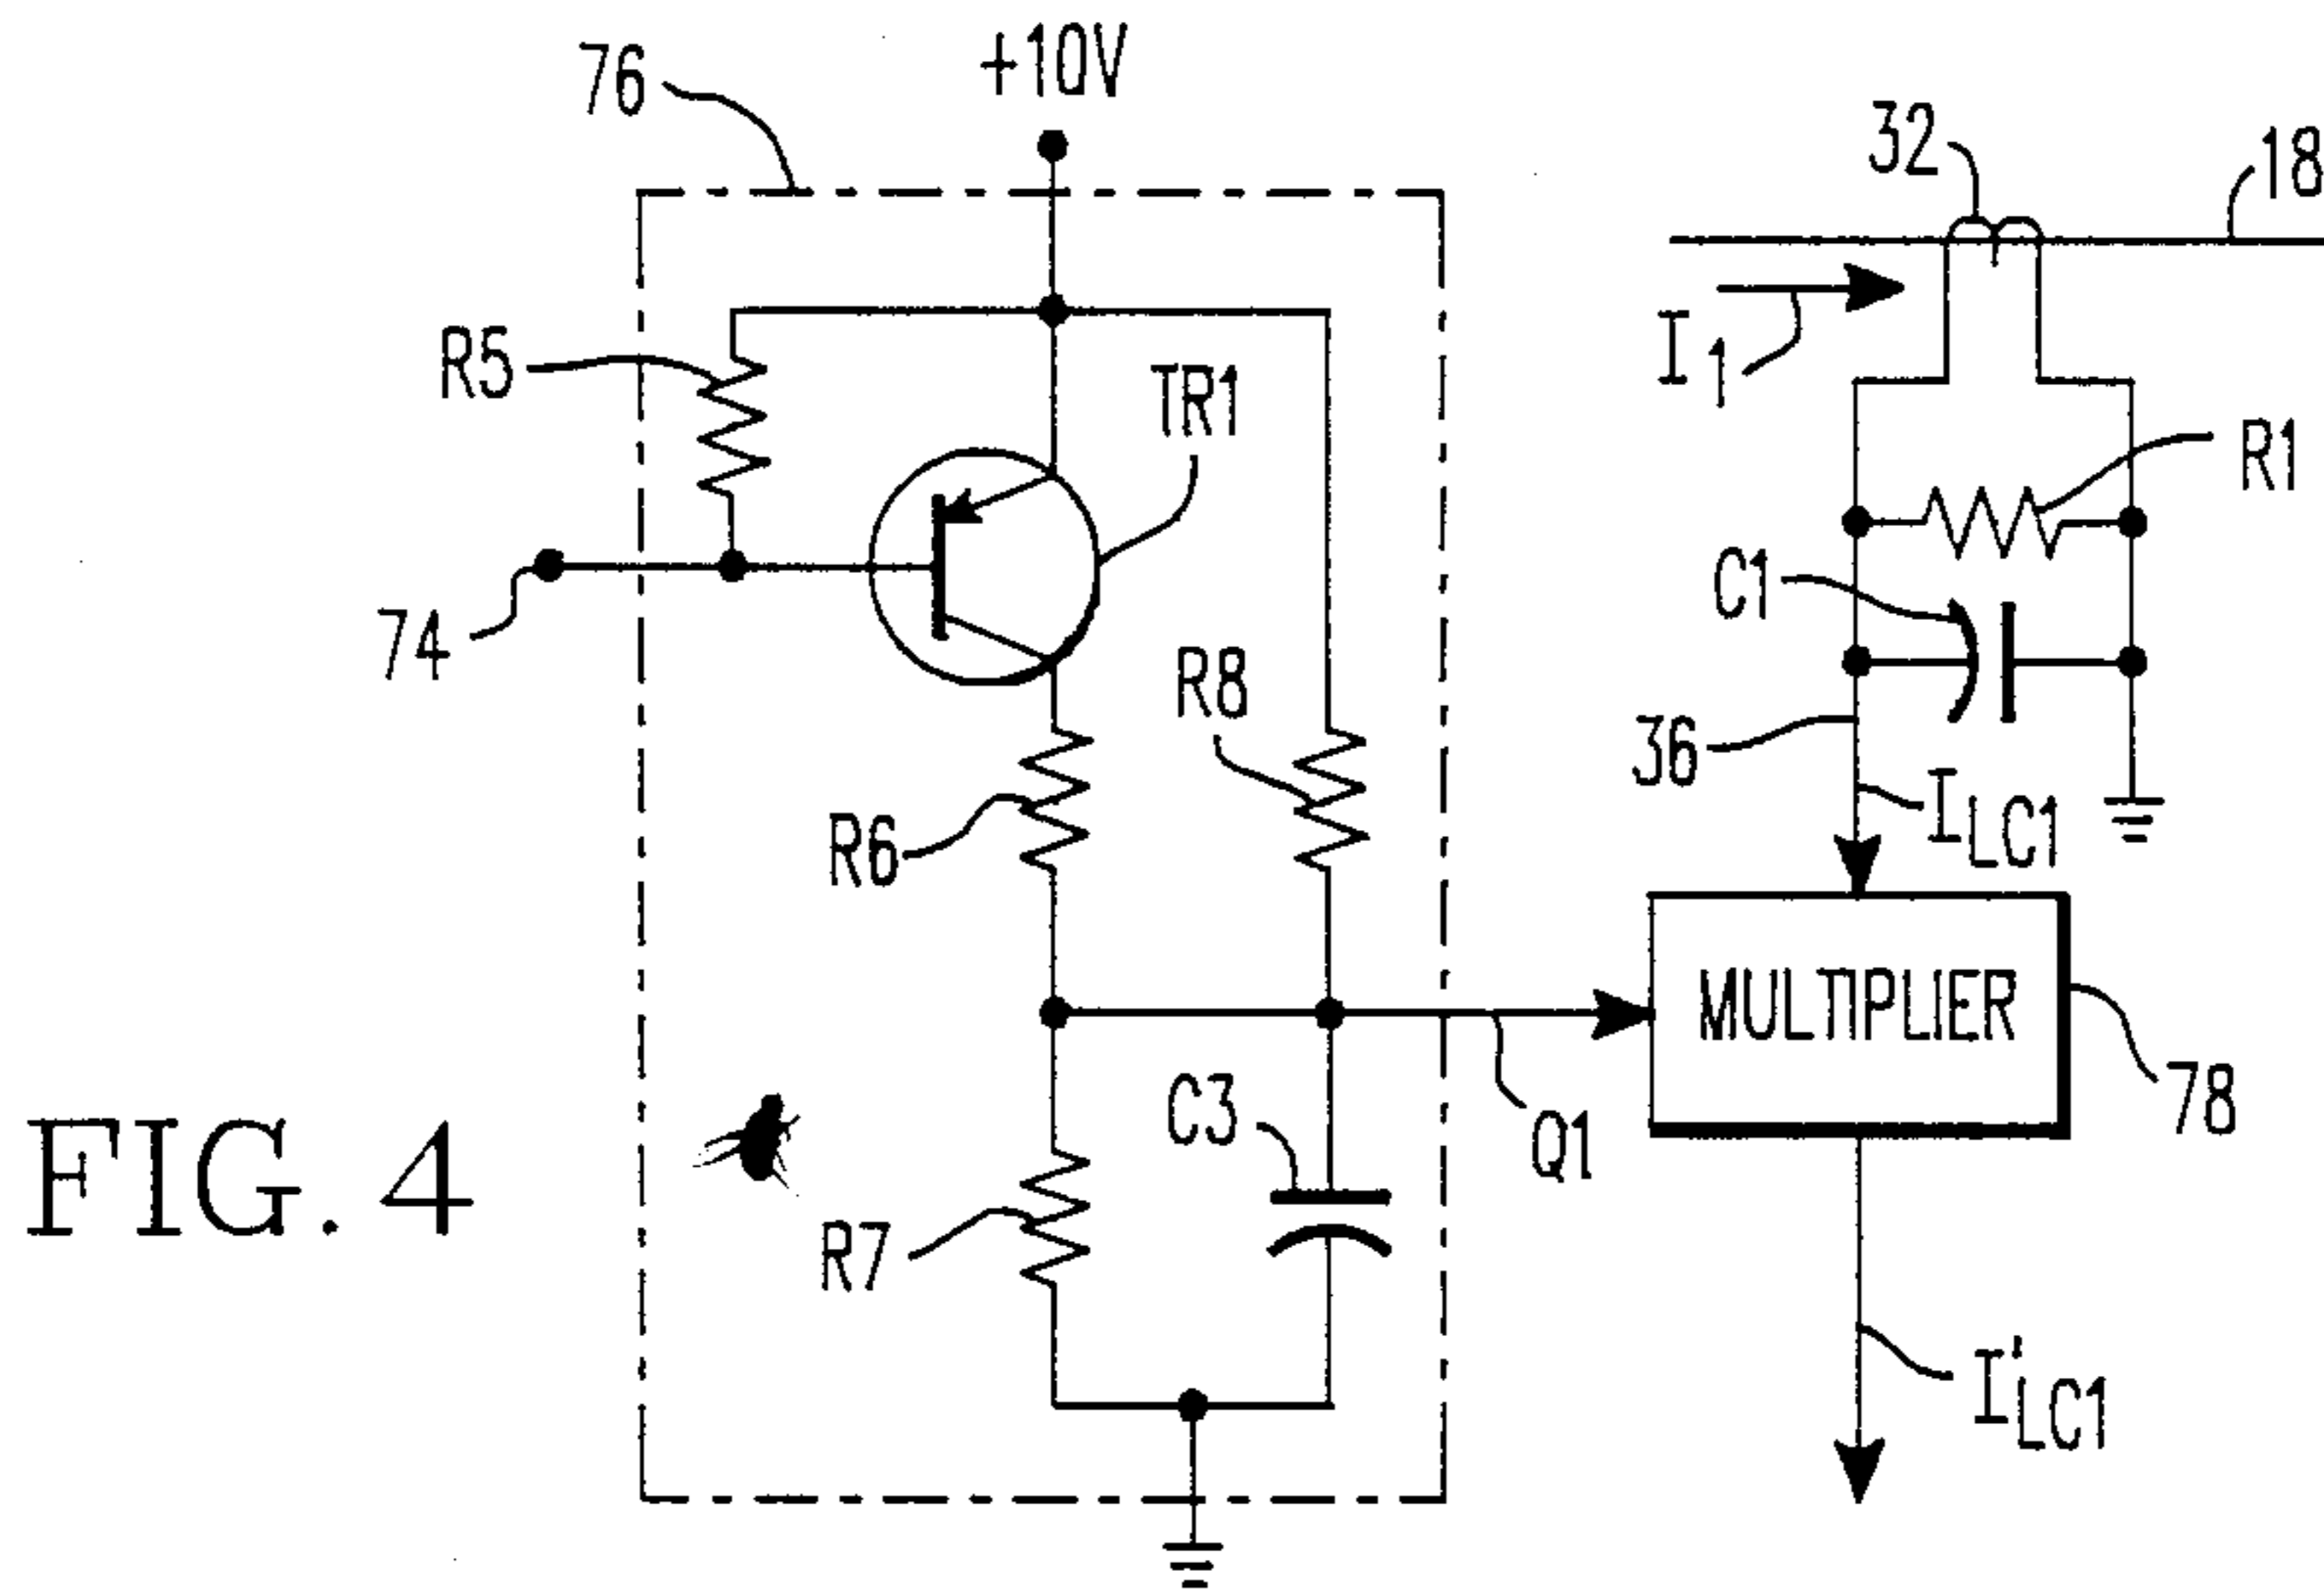 76
+10V
32
18
R5
TR1
I1
R1
C1
74
R8
36
ILC1
R6
MULTIPLIER
78
C3
Q1
FIG. 4
R7
I'LC1